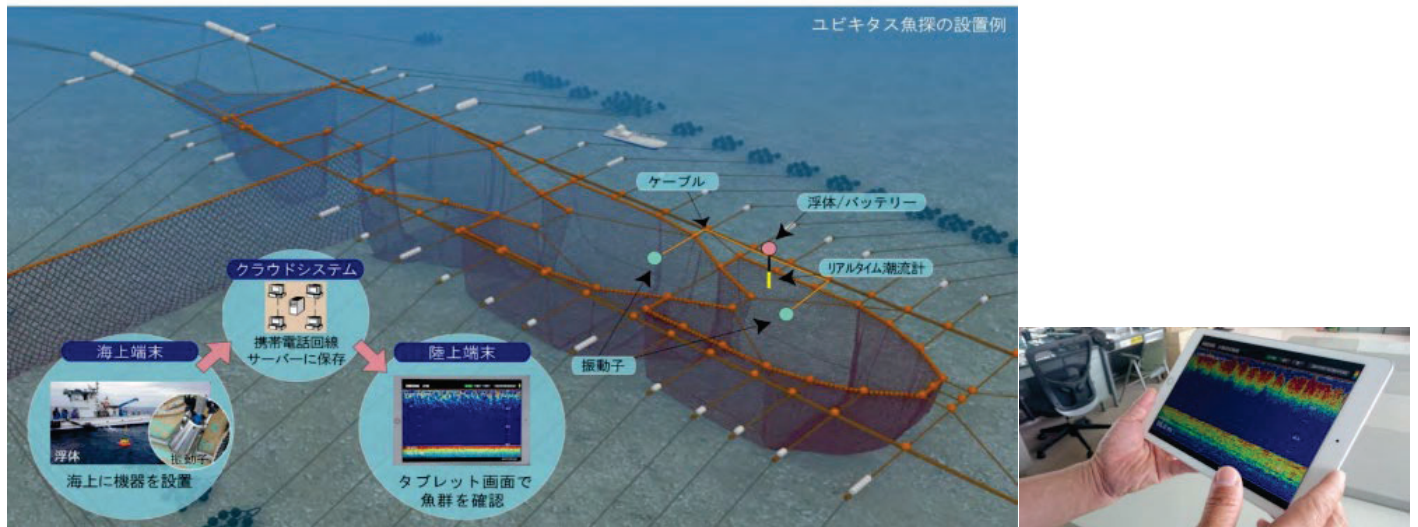 ユビキタス魚探の設置例
ケーブル
浮体/バッテリー
リアルタイム潮流計
振動子
クラウドシステム
携帯電話回線
サーバーに保存
海上端末
浮体
振動子
海上に機器を設置
陸上端末
タブレット画面で
魚群を確認